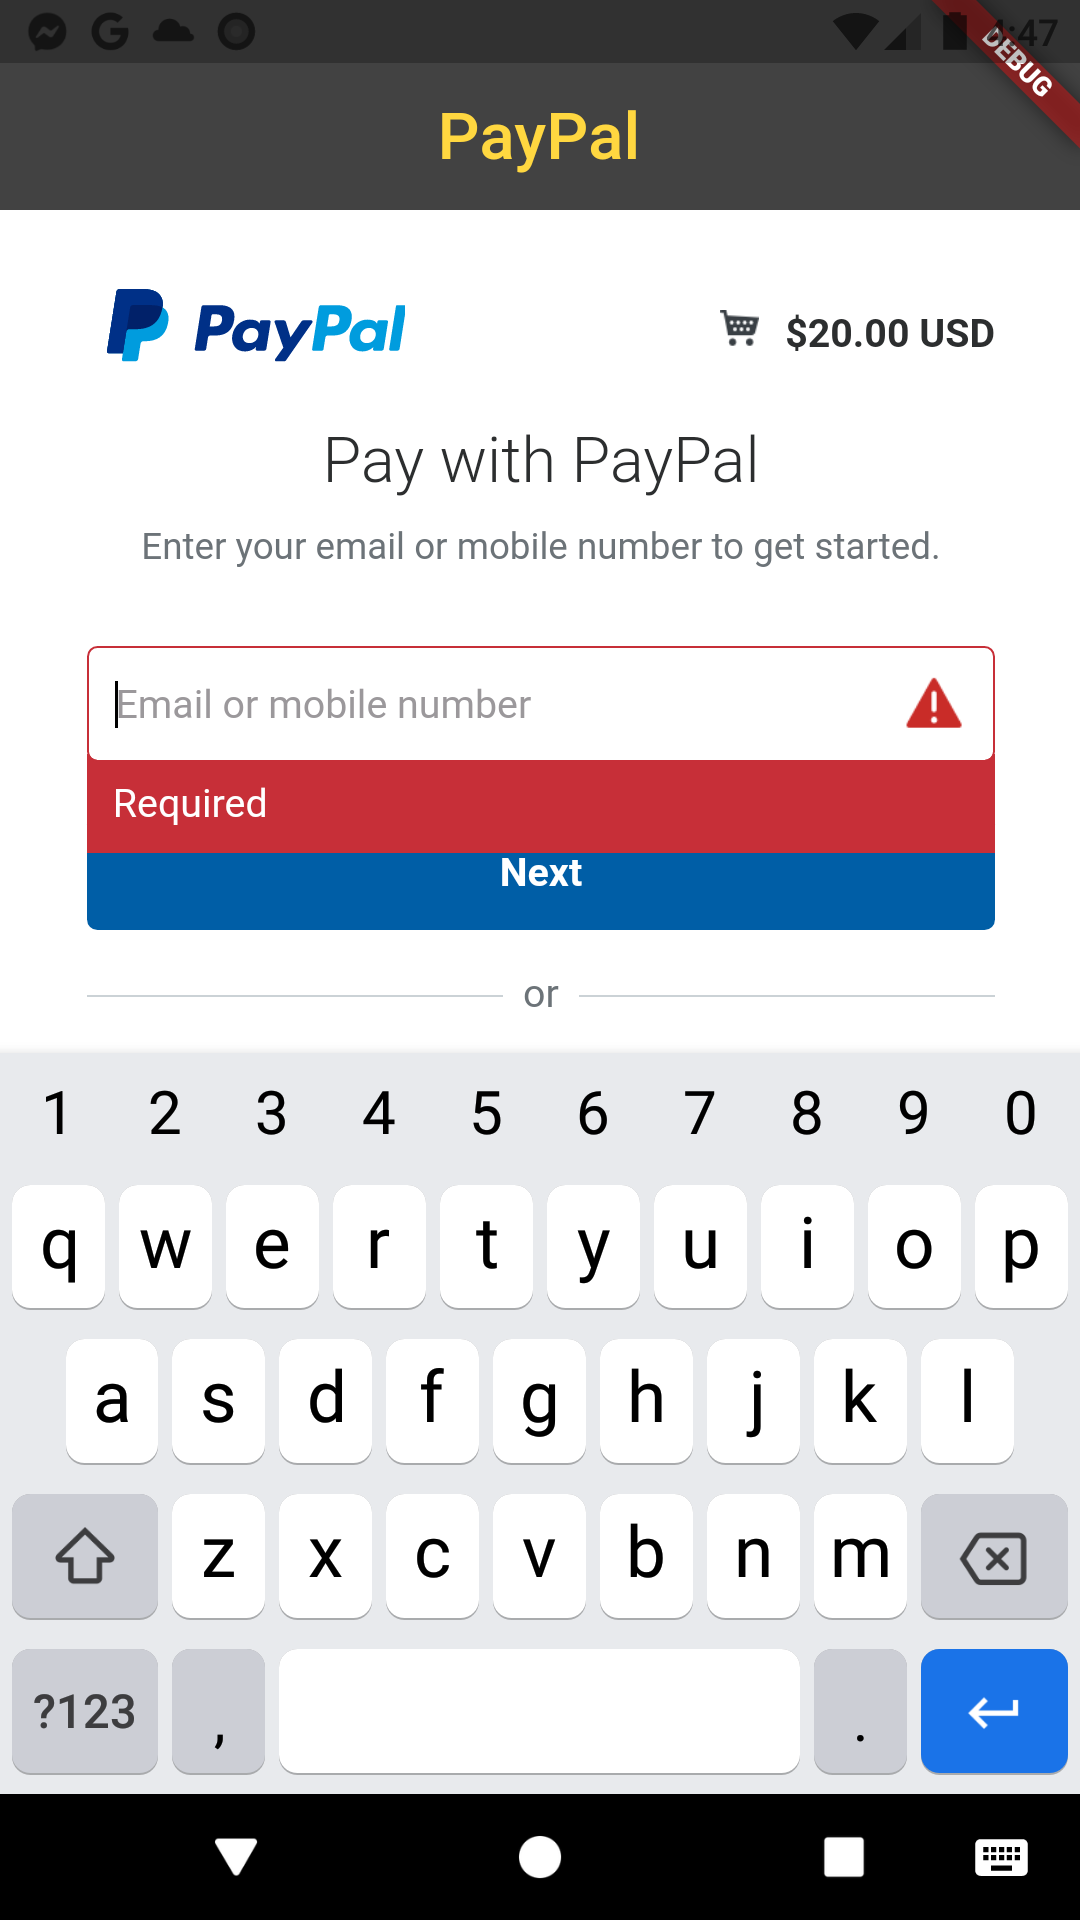 :47
DEBUG
PayPal
PayPal
$20.00 USD
Pay with PayPal
Enter your email or mobile number to get started.
Email or mobile number
Required
Next
or
1 2 3 4 5 6 7 8 9 0
q w e r t y u i o p
a s d f g h j k l
z x c v b n m
?123 , .